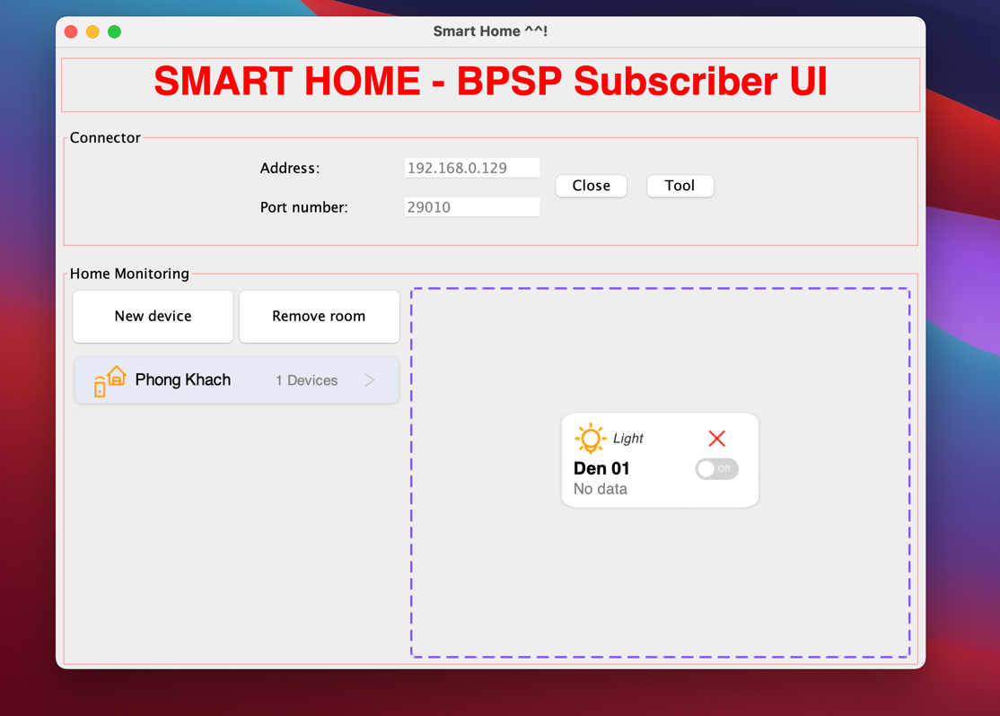 Smart Home ^^!
SMART HOME - BPSP Subscriber UI
Connector
Address: 192.168.0.129
Close Tool
Port number: 29010
Home Monitoring
New device Remove room
Phong Khach 1 Devices
Light
Den 01 Off
No data